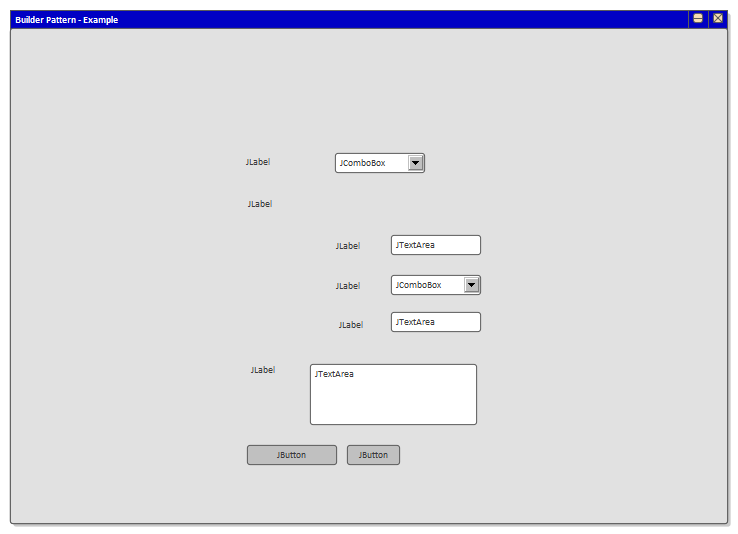 Builder Pattern - Example
JLabel JComboBox
JLabel
JLabel JTextArea
JLabel JComboBox
JLabel JTextArea
JLabel JTextArea
JButton JButton